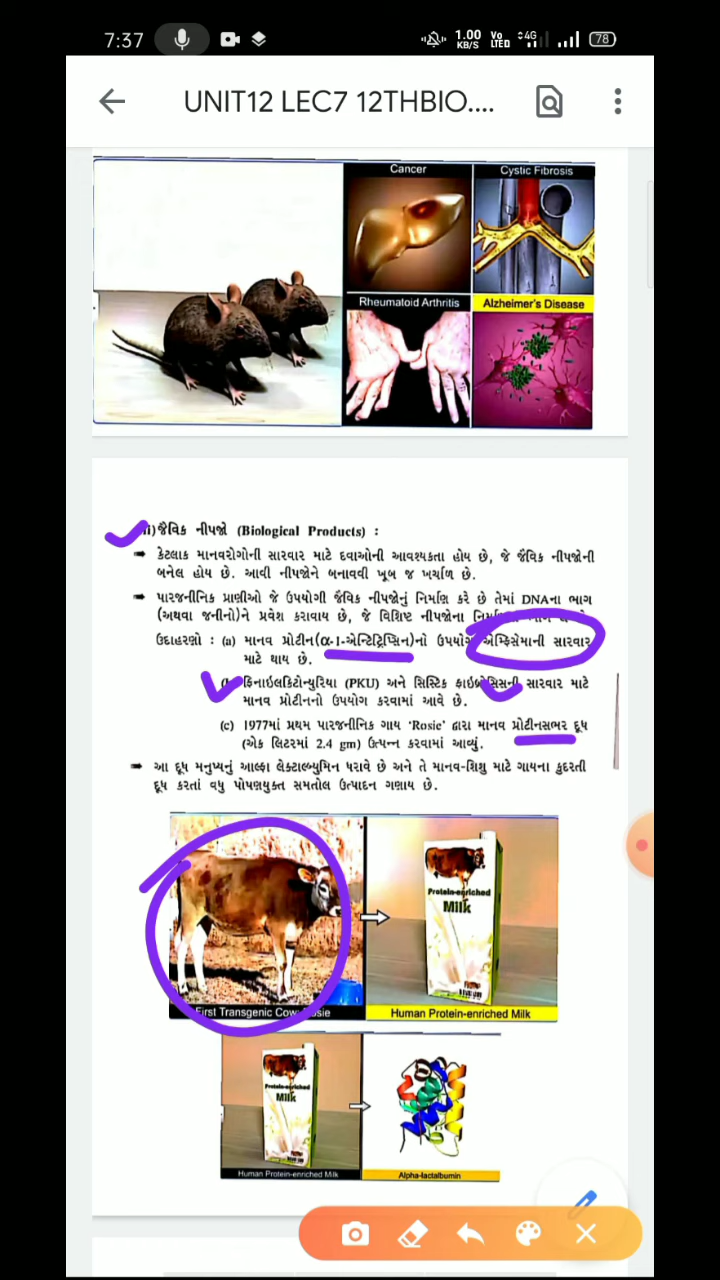 7:37
1.00
KB/S
Vo
LTED
4G
78
UNIT12 LEC7 12THBIO....
Cancer
Cystic Fibrosis
Rheumatoid Arthritis
Alzheimer's Disease
જૈવિક નીપજો (Biological Products) :
➡ કેટલાક માનવરોગોની સારવાર માટે દવાઓની આવશ્યકતા હોય છે, જે જૈવિક નીપજોની
બનેલ હોય છે. આવી નીપજોને બનાવવી ખૂબ જ ખર્ચાળ છે.
➡ પારજનીનિક પ્રાણીઓ જે ઉપયોગી જૈવિક નીપજોનું નિર્માણ કરે છે તેમાં DNAના ભાગ
(અથવા જનીનો)ને પ્રવેશ કરાવાય છે, જે વિશિષ્ટ નીપજોના
ઉદાહરણો : (a) માનવ પ્રોટીન(α-1-એન્ટિટ્રિપ્સિન)નો ઉપયોગ એમ્ફિસેમાની સારવાર
માટે થાય છે.
ફિનાઇલકિટોન્યુરિયા (PKU) અને સિસ્ટિક ફાઇબ્રોસિસની સારવાર માટે
માનવ પ્રોટીનનો ઉપયોગ કરવામાં આવે છે.
(c) 1977માં પ્રથમ પારજનીનિક ગાય 'Rosie' દ્વારા માનવ પ્રોટીનસભર દૂધ
(એક લિટરમાં 2.4 gm) ઉત્પન્ન કરવામાં આવ્યું.
➡ આ દૂધ મનુષ્યનું આલ્ફા લેક્ટાલ્બ્યુમિન ધરાવે છે અને તે માનવ-શિશુ માટે ગાયના કુદરતી
દૂધ કરતાં વધુ પોષણયુક્ત સમતોલ ઉત્પાદન ગણાય છે.
Protein-enriched
Milk
First Transgenic Cow
Human Protein-enriched Milk
Protein-enriched
Milk
Human Protein-enriched Milk
Alpha-lactalbumin